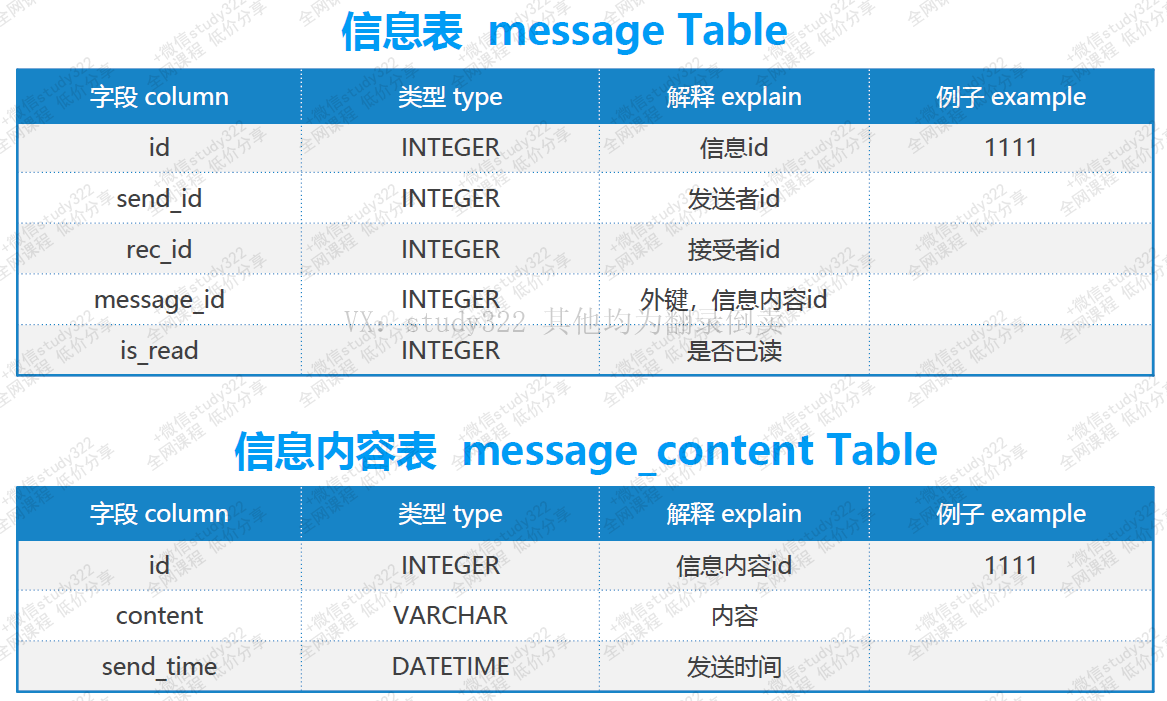 信息表 message Table
字段 column 类型 type 解释 explain 例子 example
id INTEGER 信息id 1111
send_id INTEGER 发送者id
rec_id INTEGER 接受者id
message_id INTEGER 外键，信息内容id
VX：study322 其他均为翻录倒卖
is_read INTEGER 是否已读
信息内容表 message_content Table
字段 column 类型 type 解释 explain 例子 example
id INTEGER 信息内容id 1111
content VARCHAR 内容
send_time DATETIME 发送时间
+微信study322
全网课程 低价分享